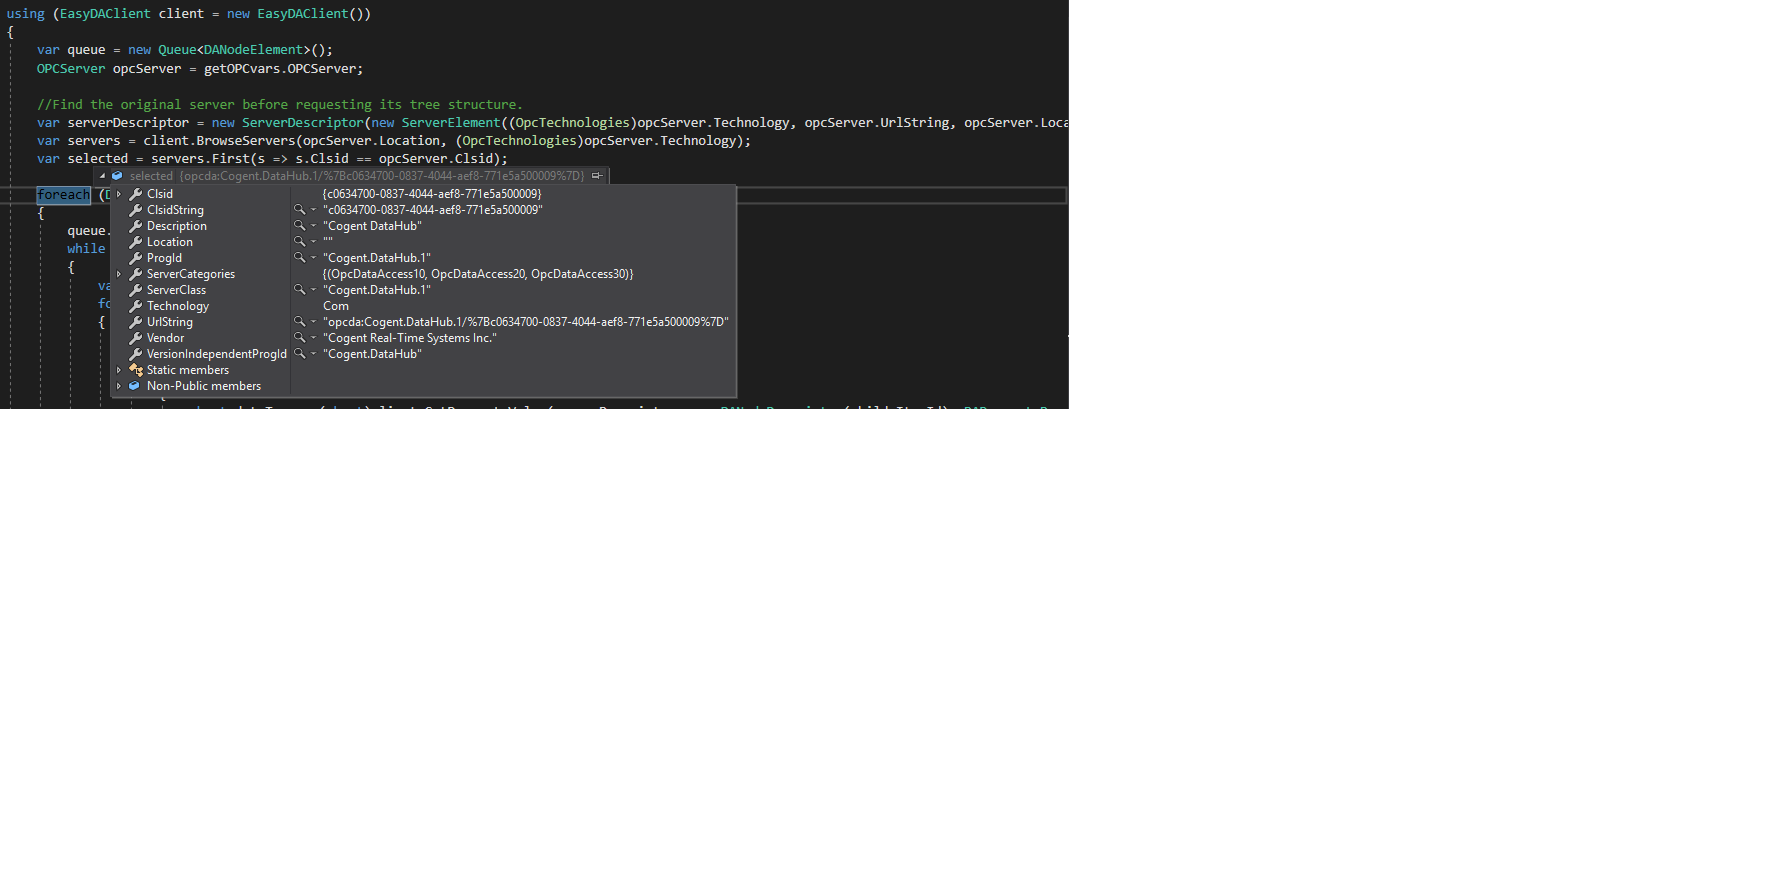 using (EasyDAClient client = new EasyDAClient())
{
var queue = new Queue<DANodeElement>();
OPCServer opcServer = getOPCvars.OPCServer;
//Find the original server before requesting its tree structure.
var serverDescriptor = new ServerDescriptor(new ServerElement((OpcTechnologies)opcServer.Technology, opcServer.UrlString, opcServer.Loca
var servers = client.BrowseServers(opcServer.Location, (OpcTechnologies)opcServer.Technology);
var selected = servers.First(s => s.Clsid == opcServer.Clsid);
selected {opcda:Cogent.DataHub.1/%7Bc0634700-0837-4044-aef8-771e5a500009%7D}
foreach (D
Clsid {c0634700-0837-4044-aef8-771e5a500009}
{
ClsidString "c0634700-0837-4044-aef8-771e5a500009"
queue.
Description "Cogent DataHub"
while
Location ""
{
ProgId "Cogent.DataHub.1"
ServerCategories {(OpcDataAccess10, OpcDataAccess20, OpcDataAccess30)}
va
ServerClass "Cogent.DataHub.1"
fo
Technology Com
{
UrlString "opcda:Cogent.DataHub.1/%7Bc0634700-0837-4044-aef8-771e5a500009%7D"
Vendor "Cogent Real-Time Systems Inc."
VersionIndependentProgId "Cogent.DataHub"
Static members
Non-Public members